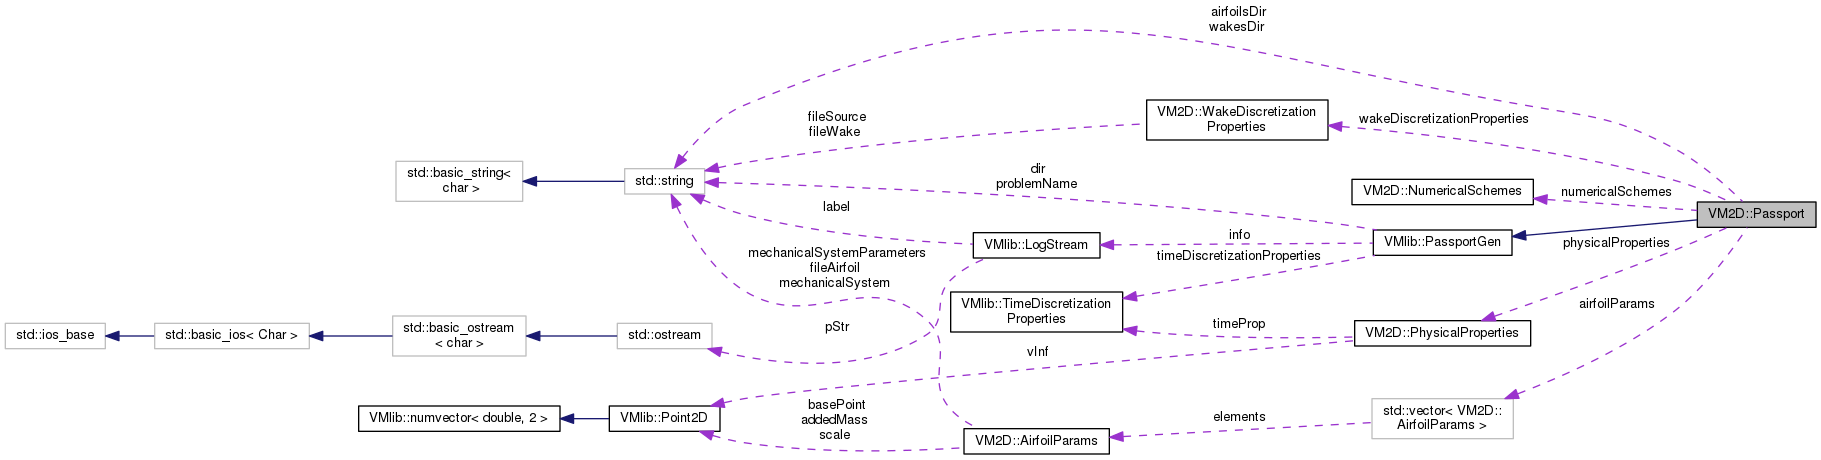 airfoilsDir
wakesDir
VM2D::WakeDiscretization
Properties
fileSource
fileWake
wakeDiscretizationProperties
std::basic_string<
char >
std::string
dir
problemName
VM2D::NumericalSchemes
numericalSchemes
VM2D::Passport
label
VMlib::LogStream
info
VMlib::PassportGen
physicalProperties
mechanicalSystemParameters
fileAirfoil
mechanicalSystem
timeDiscretizationProperties
VMlib::TimeDiscretization
Properties
airfoilParams
std::ios_base
std::basic_ios< Char >
std::basic_ostream
< char >
std::ostream
pStr
timeProp
VM2D::PhysicalProperties
vInf
VMlib::numvector< double, 2 >
VMlib::Point2D
basePoint
addedMass
scale
VM2D::AirfoilParams
elements
std::vector< VM2D::
AirfoilParams >